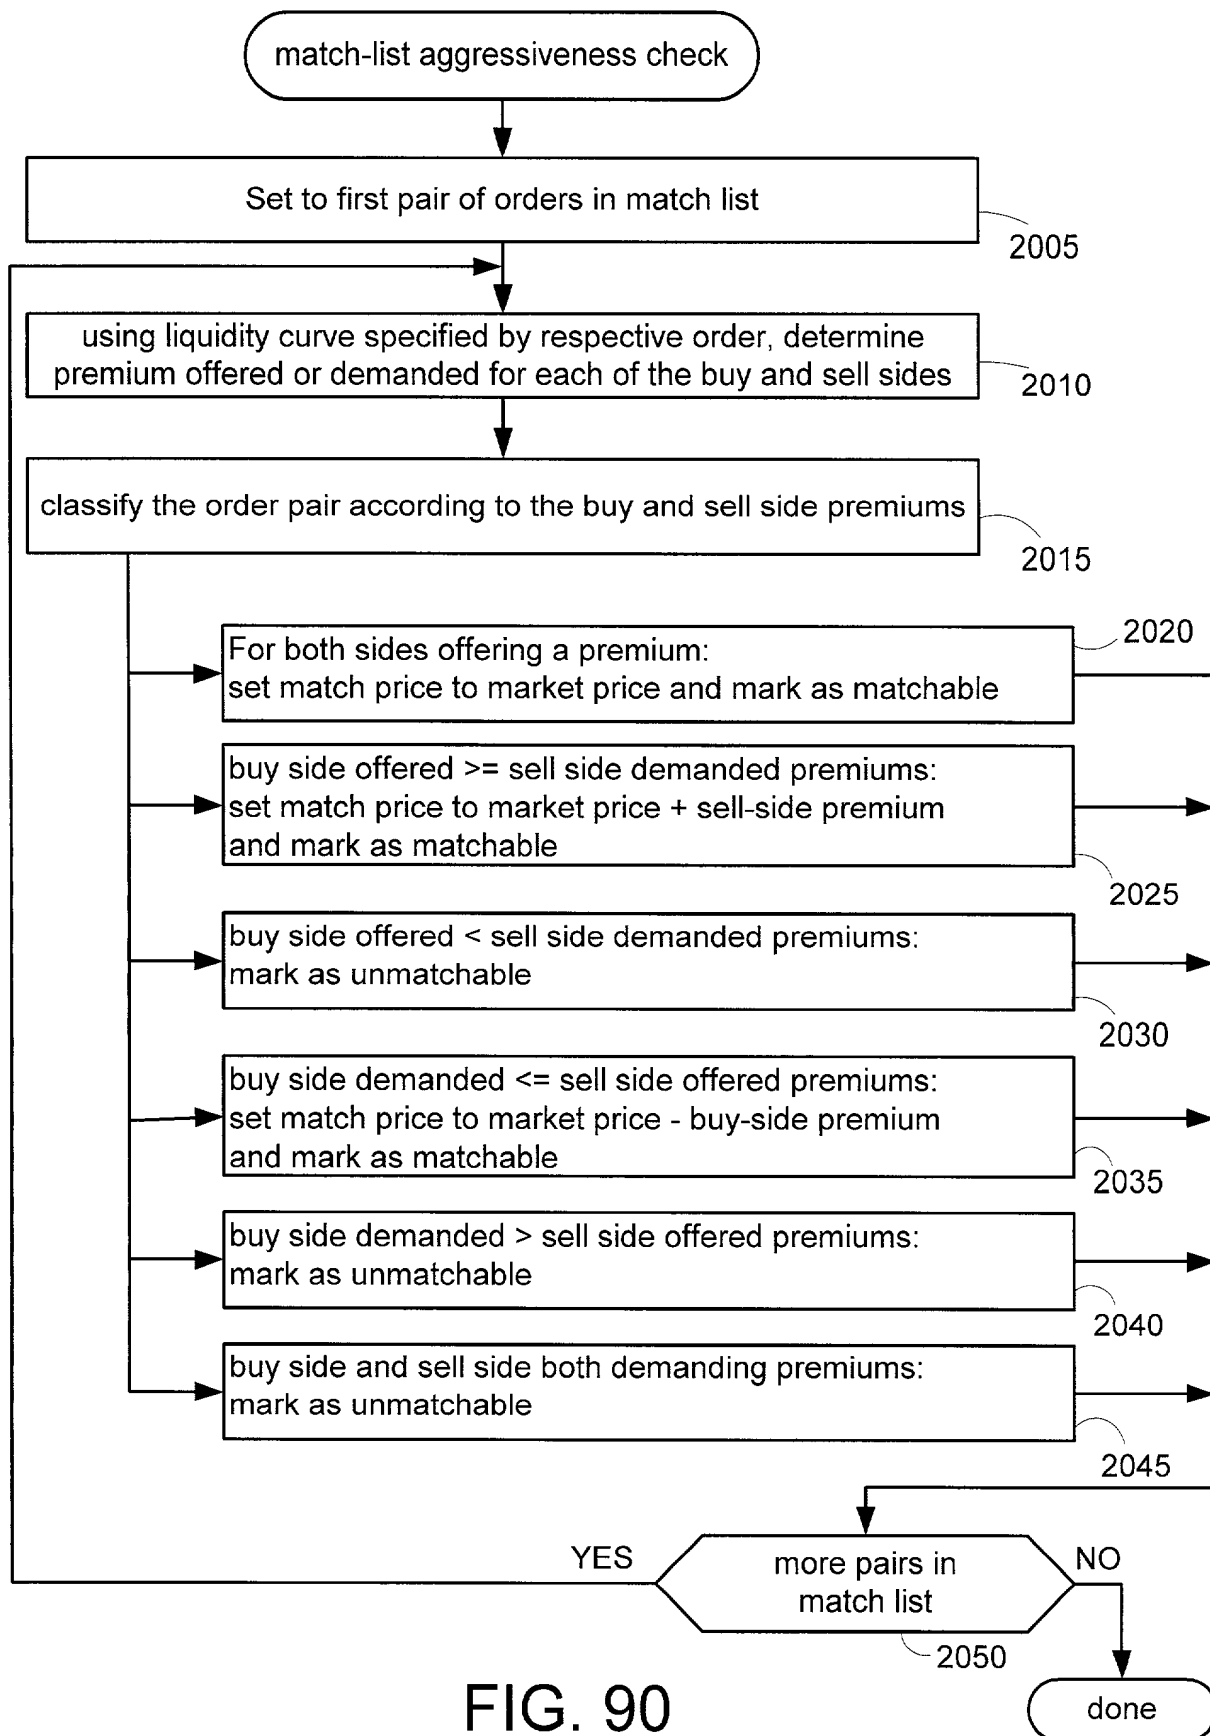 match-list aggressiveness check
Set to first pair of orders in match list
2005
using liquidity curve specified by respective order, determine
premium offered or demanded for each of the buy and sell sides
2010
classify the order pair according to the buy and sell side premiums
2015
2020
For both sides offering a premium:
set match price to market price and mark as matchable
buy side offered >= sell side demanded premiums:
set match price to market price + sell-side premium
and mark as matchable
2025
buy side offered < sell side demanded premiums:
mark as unmatchable
2030
buy side demanded <= sell side offered premiums:
set match price to market price - buy-side premium
and mark as matchable
2035
buy side demanded > sell side offered premiums:
mark as unmatchable
2040
buy side and sell side both demanding premiums:
mark as unmatchable
2045
YES
more pairs in
match list
NO
2050
done
FIG. 90